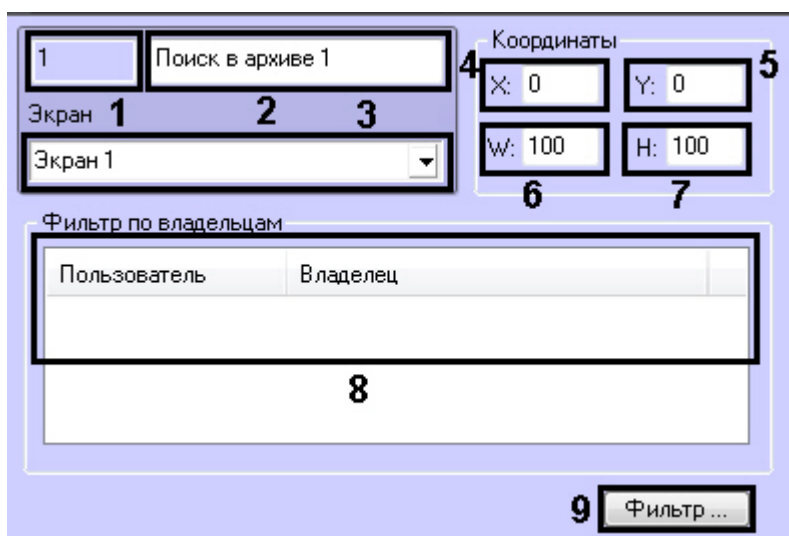 1 Поиск в архиве 1
Экран 1 2 3
Экран 1
Координаты
4 X: 0 Y: 0 5
W: 100 H: 100
6 7
Фильтр по владельцам
Пользователь Владелец
8
9 Фильтр ...